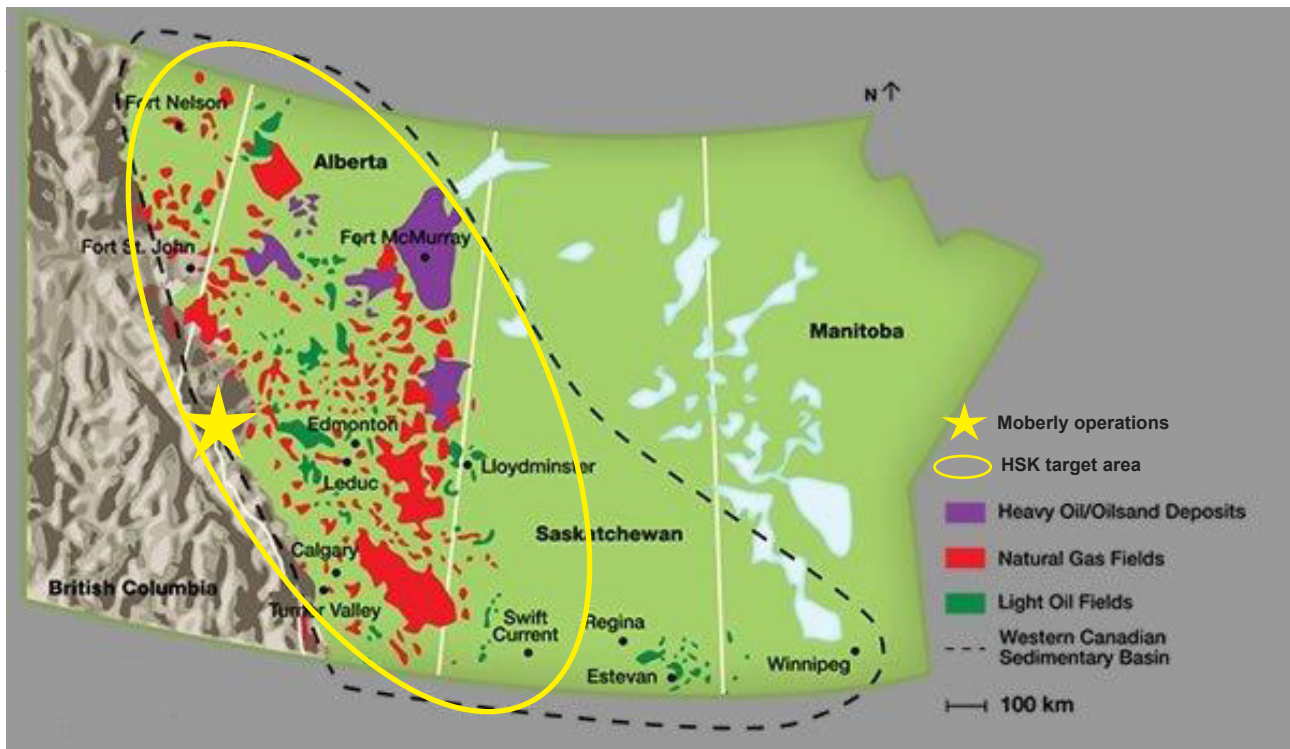 N
Fort Nelson
Alberta
Fort St. John
Fort McMurray
Manitoba
Edmonton
Leduc
Lloydminster
Saskatchewan
Calgary
Turner Valley
British Columbia
Swift
Current
Regina
Estevan
Winnipeg
Moberly operations
HSK target area
Heavy Oil/Oilsand Deposits
Natural Gas Fields
Light Oil Fields
Western Canadian
Sedimentary Basin
100 km